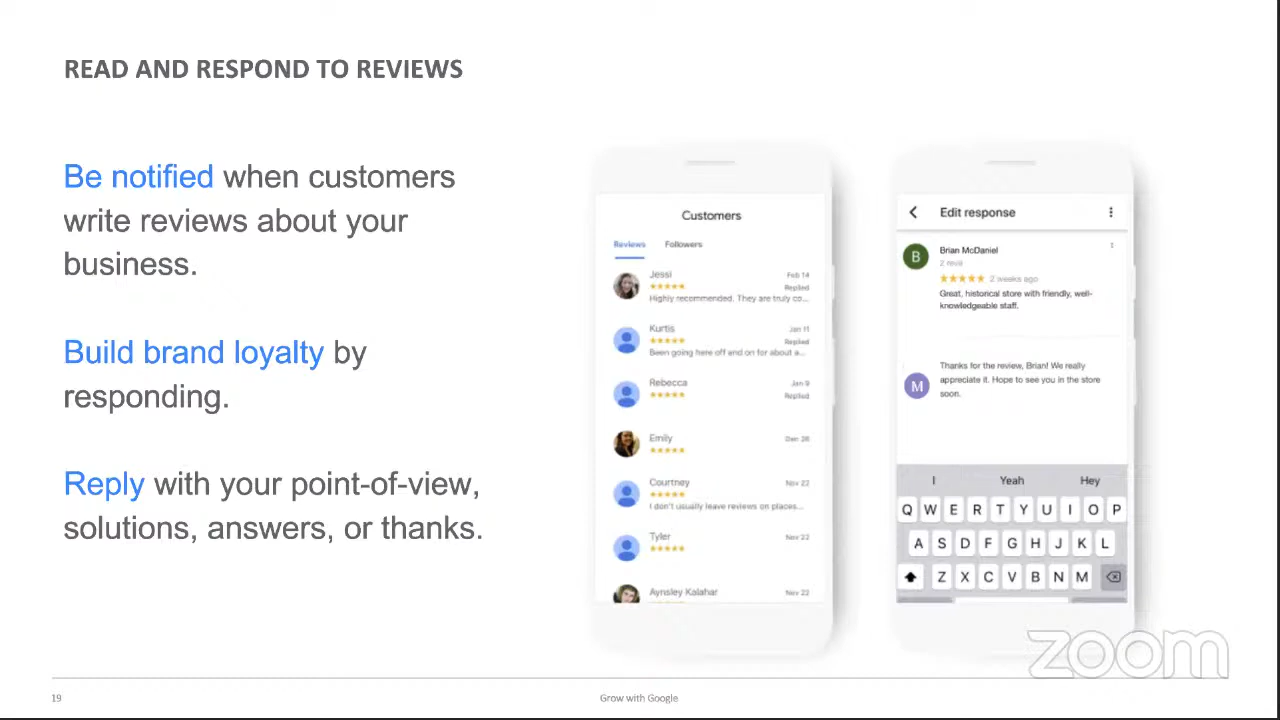 READ AND RESPOND TO REVIEWS
Be notified when customers
write reviews about your
business.
Build brand loyalty by
responding.
Reply with your point-of-view,
solutions, answers, or thanks.
Customers
Reviews Followers
Jessi Feb 14
Replied
Highly recommended. They are truly co...
Kurtis Jan 11
Replied
Been going here off and on for about a...
Rebecca Jan 9
Replied
Emily Dec 28
Courtney Nov 22
I don't usually leave reviews on places...
Tyler Nov 22
Aynsley Kalahar Nov 22
Edit response
B
Brian McDaniel
2
2 weeks ago
Great, historical store with friendly, well-
knowledgeable staff.
M
Thanks for the review, Brian! We really
appreciate it. Hope to see you in the store
soon.
I Yeah Hey
Q W E R T Y U I O P
A S D F G H J K L
Z X C V B N M
zoom
19 Grow with Google